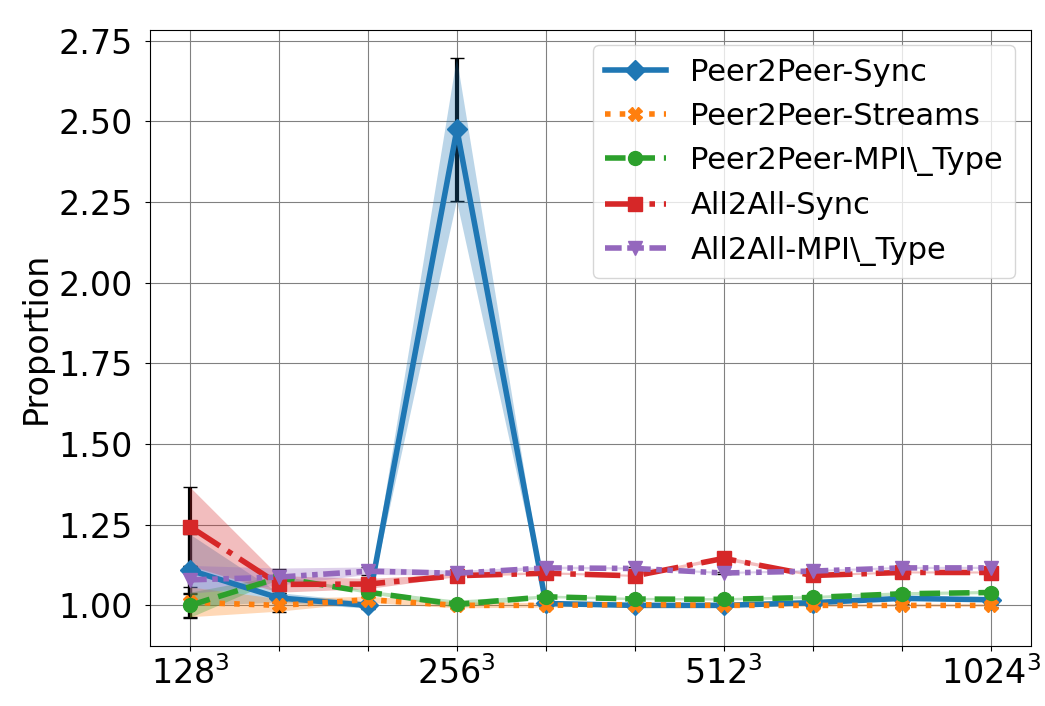 2.75
2.50
2.25
2.00
1.75
1.50
1.25
1.00
Proportion
128³
256³
512³
1024³
Peer2Peer-Sync
Peer2Peer-Streams
Peer2Peer-MPI\_Type
All2All-Sync
All2All-MPI\_Type